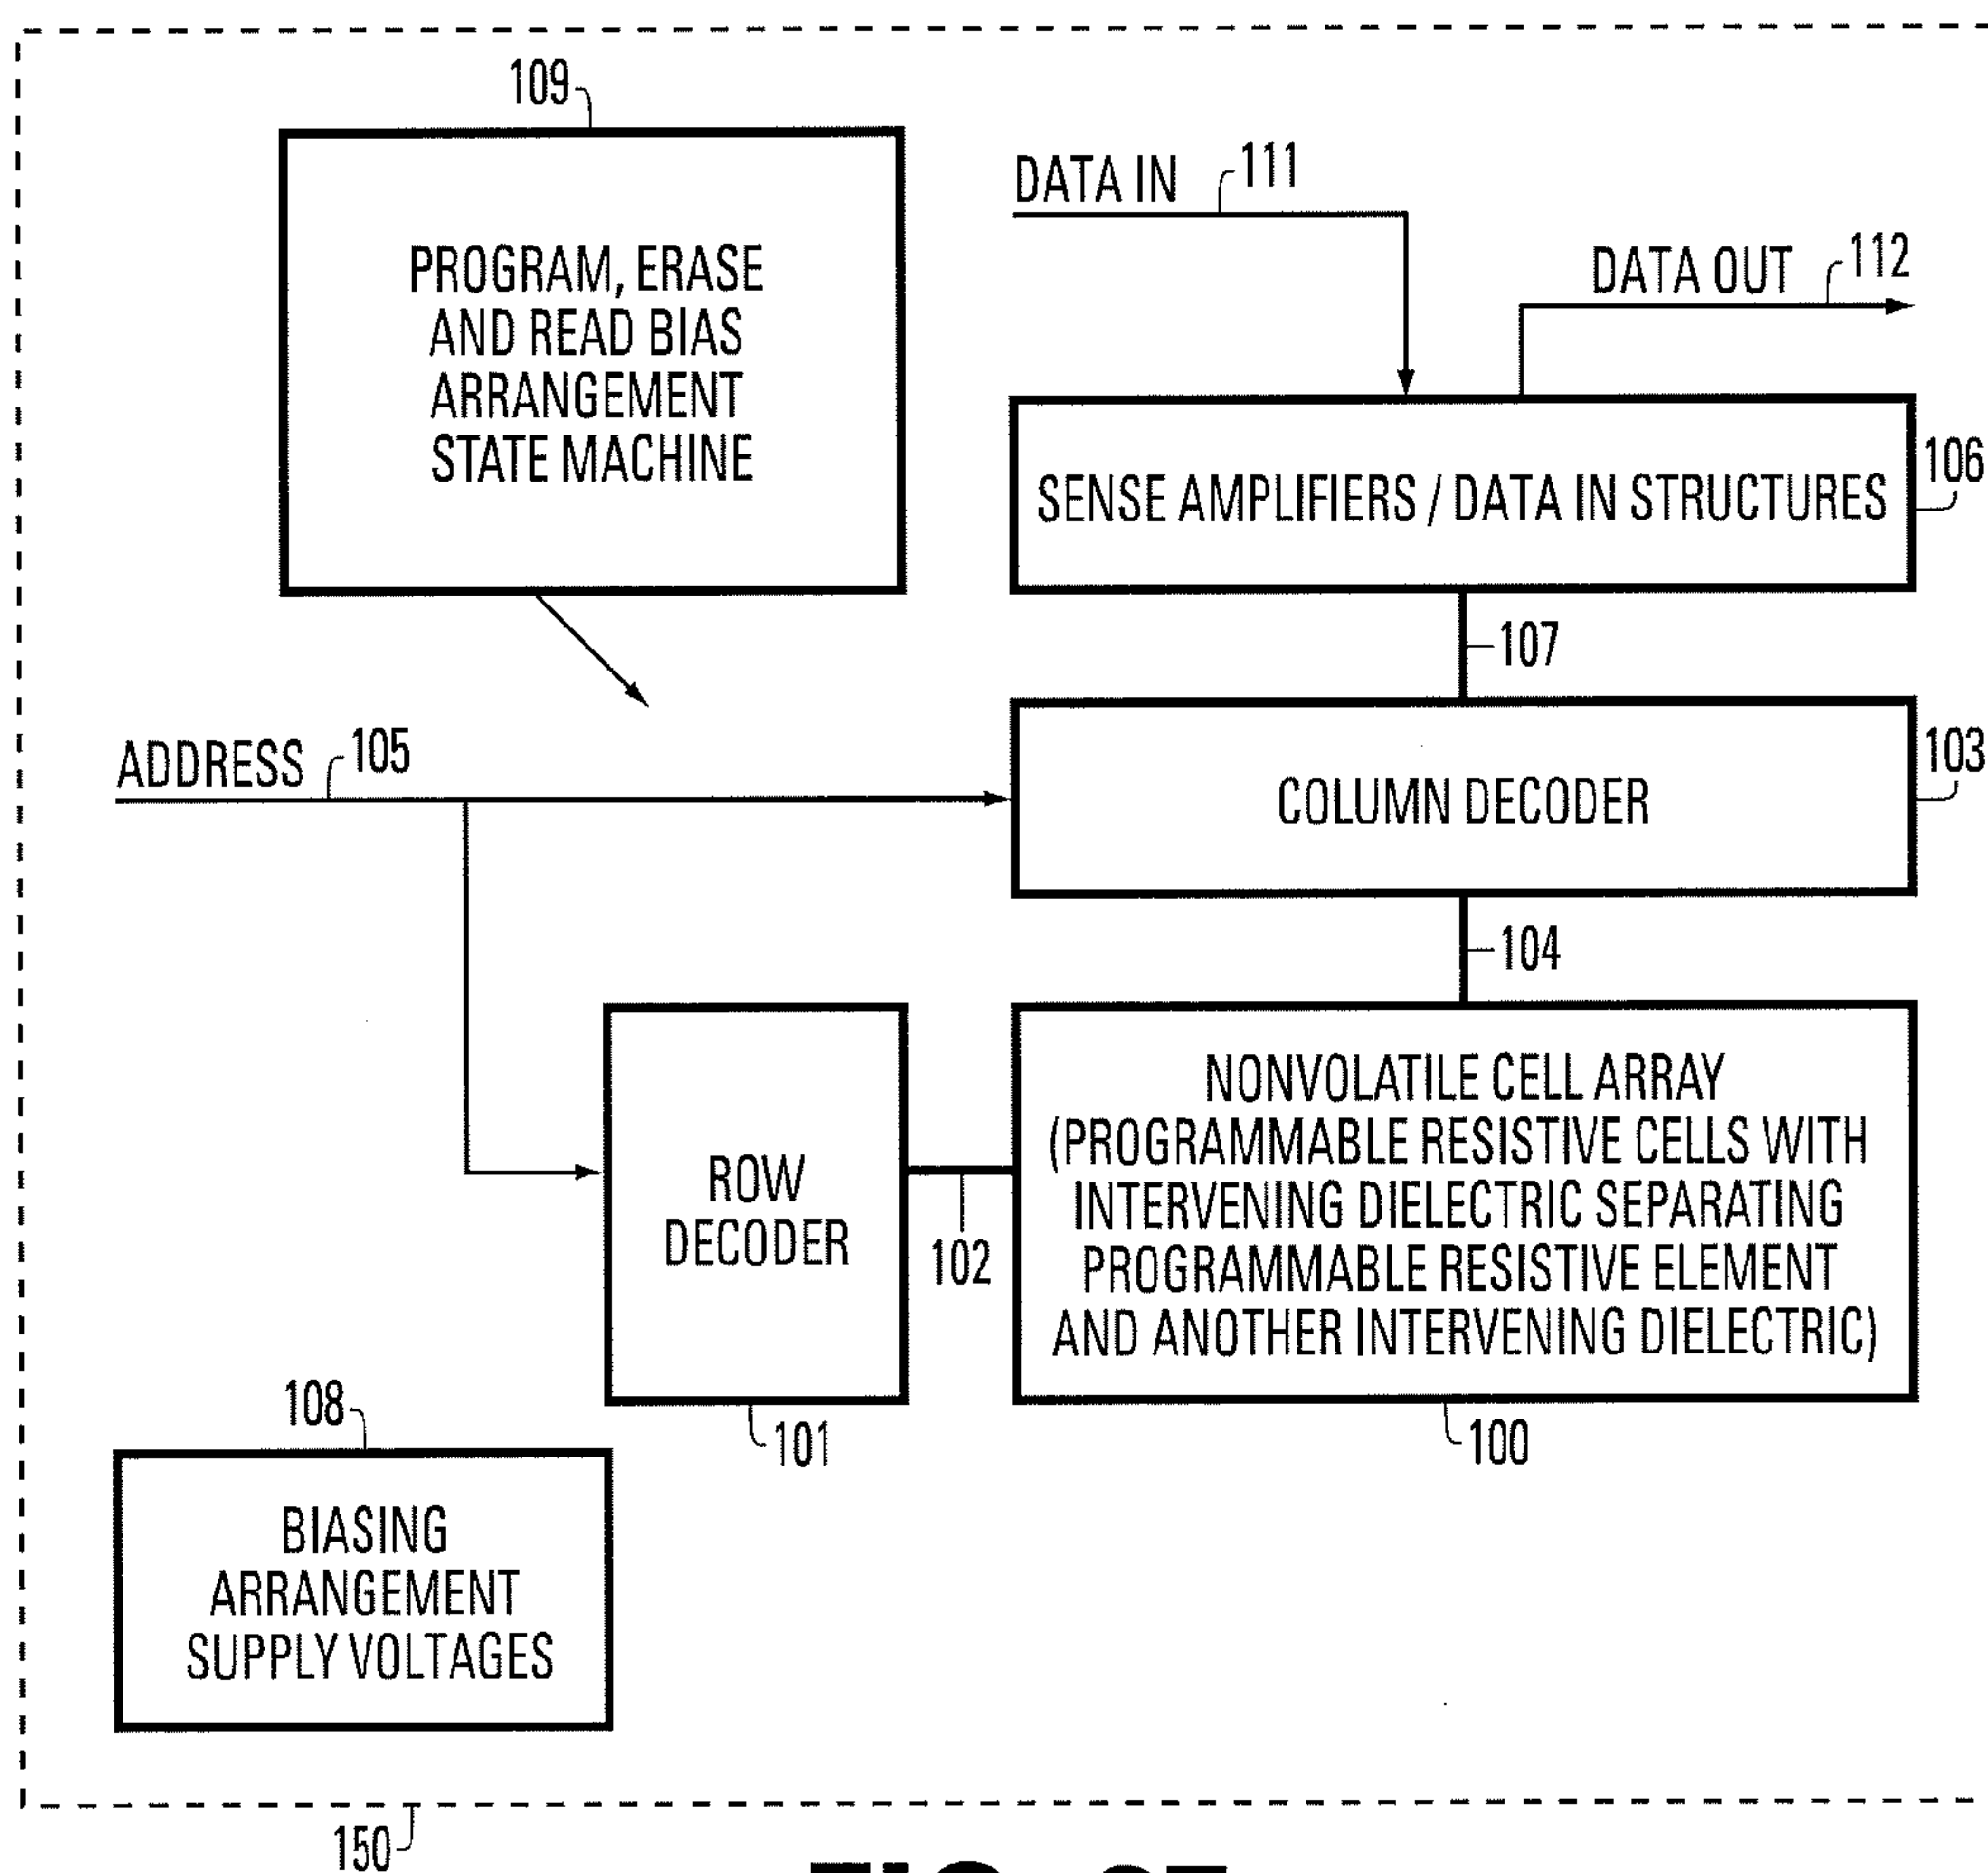 109
PROGRAM, ERASE
AND READ BIAS
ARRANGEMENT
STATE MACHINE
DATA IN
111
DATA OUT
112
SENSE AMPLIFIERS / DATA IN STRUCTURES
106
107
ADDRESS
105
COLUMN DECODER
103
104
ROW
DECODER
101
102
NONVOLATILE CELL ARRAY
(PROGRAMMABLE RESISTIVE CELLS WITH
INTERVENING DIELECTRIC SEPARATING
PROGRAMMABLE RESISTIVE ELEMENT
AND ANOTHER INTERVENING DIELECTRIC)
100
108
BIASING
ARRANGEMENT
SUPPLY VOLTAGES
150